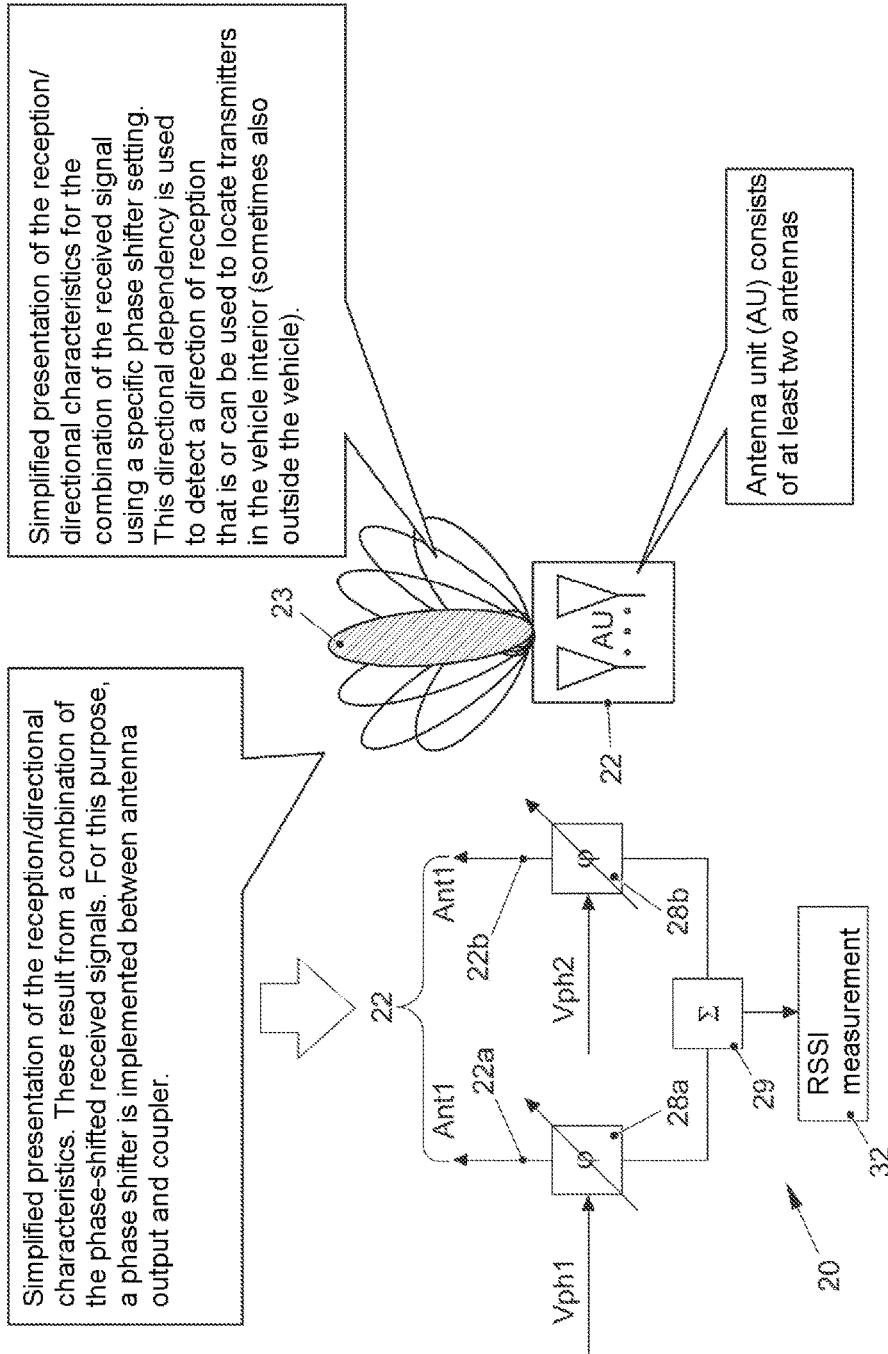 Simplified presentation of the reception/directional
characteristics. These result from a combination of
the phase-shifted received signals. For this purpose,
a phase shifter is implemented between antenna
output and coupler.
Simplified presentation of the reception/
directional characteristics for the
combination of the received signal
using a specific phase shifter setting.
This directional dependency is used
to detect a direction of reception
that is or can be used to locate transmitters
in the vehicle interior (sometimes also
outside the vehicle).
23
22
Ant1
Ant1
22a
22b
Vph1
φ
28a
Vph2
φ
28b
Σ
29
RSSI
measurement
32
20
AU
22
Antenna unit (AU) consists
of at least two antennas